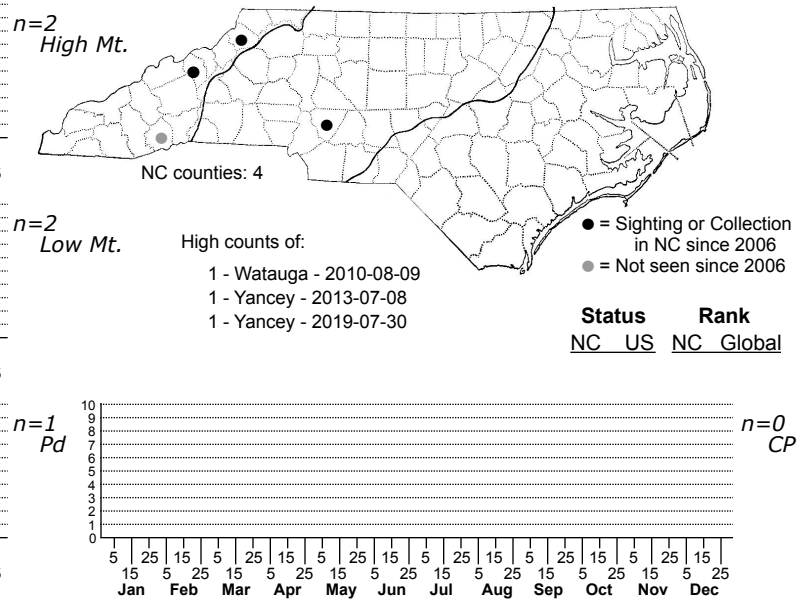 n=2
High Mt.
NC counties: 4
n=2
Low Mt.
High counts of:
1 - Watauga - 2010-08-09
1 - Yancey - 2013-07-08
1 - Yancey - 2019-07-30
= Sighting or Collection
in NC since 2006
= Not seen since 2006
Status Rank
NC US NC Global
n=1
Pd
n=0
CP
10
9
8
7
6
5
4
3
2
1
0
5 25 15 5 25 15 5 25 15 5 25 15 5 25 15 5 25 15
15 5 25 15 5 25 15 5 25 15 5 25 15 5 25 15 5 25
Jan Feb Mar Apr May Jun Jul Aug Sep Oct Nov Dec